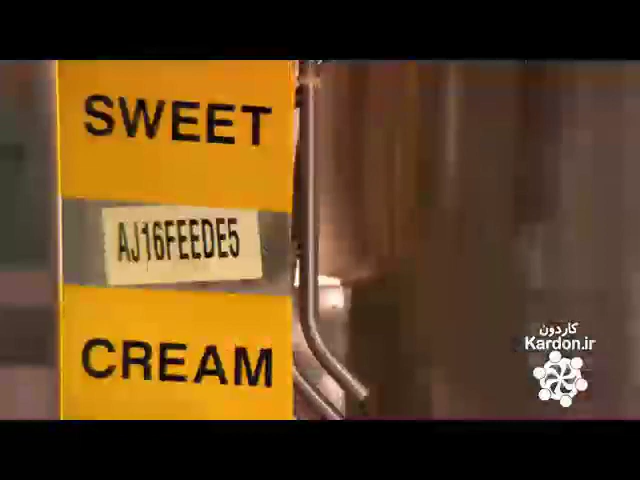 SWEET
AJ16FEEDE5
CREAM
کاردون
Kardon.ir